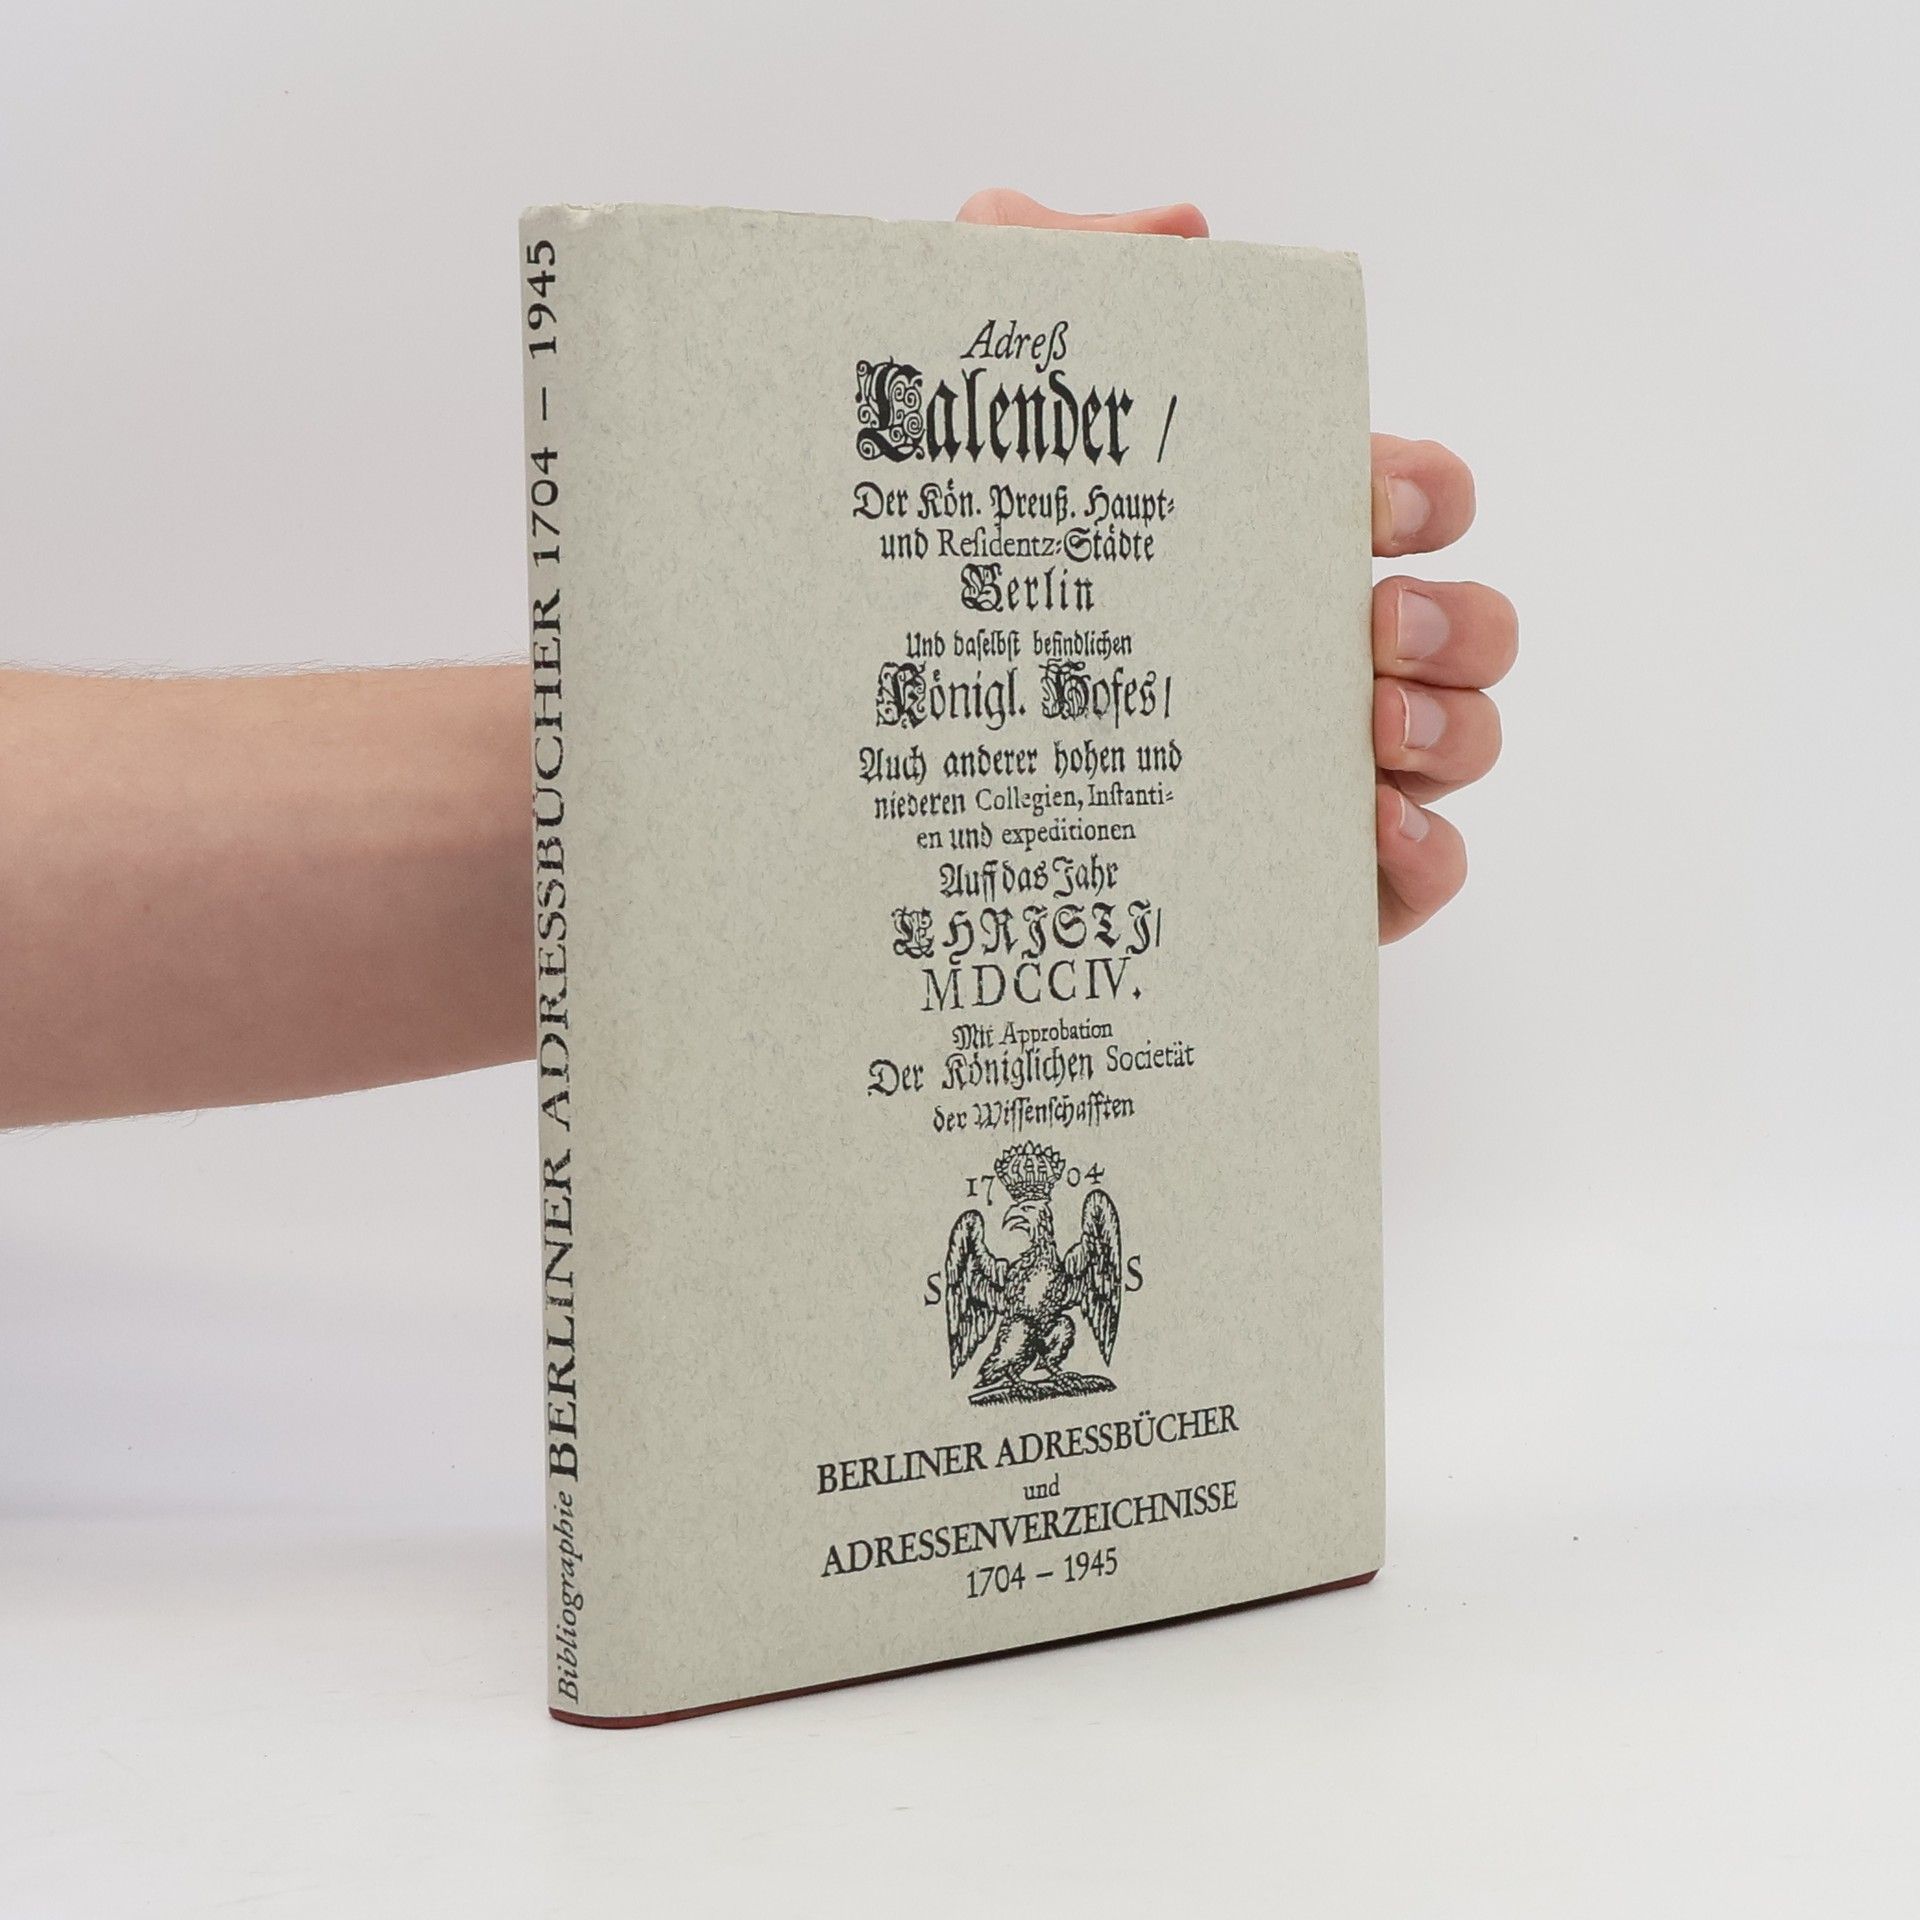 Bibliographie BERLINER ADRESSBÜCHER 1704 – 1945
Adreß
Calender /
Der Kön. Preuß. Haupt⸗
und Reſidentz⸗Städte
Berlin
Und daſelbſt befindlichen
Königl. Hofes /
Auch anderer hohen und
niederen Collegien, Inſtanti⸗
en und expeditionen
Auff das Jahr
CHRISTI /
MDCCIV.
Mit Approbation
Der Königlichen Societät
der Wiſſenſchafften
17 04
S S
BERLINER ADRESSBÜCHER
und
ADRESSENVERZEICHNISSE
1704 – 1945